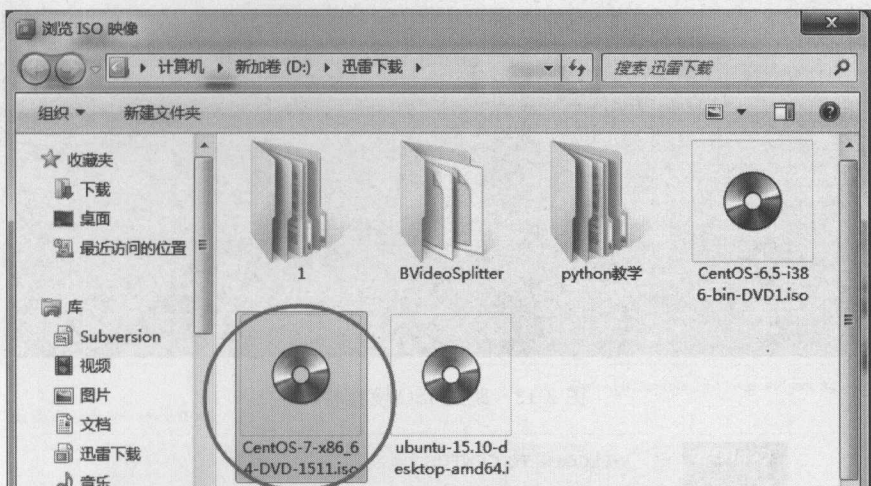 浏览 ISO 映像
计算机 新加卷 (D:) 迅雷下载
搜索 迅雷下载
组织 新建文件夹
收藏夹
下载
桌面
最近访问的位置
库
Subversion
视频
图片
文档
迅雷下载
音乐
1
BVideoSplitter
python教学
CentOS-6.5-i38
6-bin-DVD1.iso
CentOS-7-x86_6
4-DVD-1511.iso
ubuntu-15.10-d
esktop-amd64.i